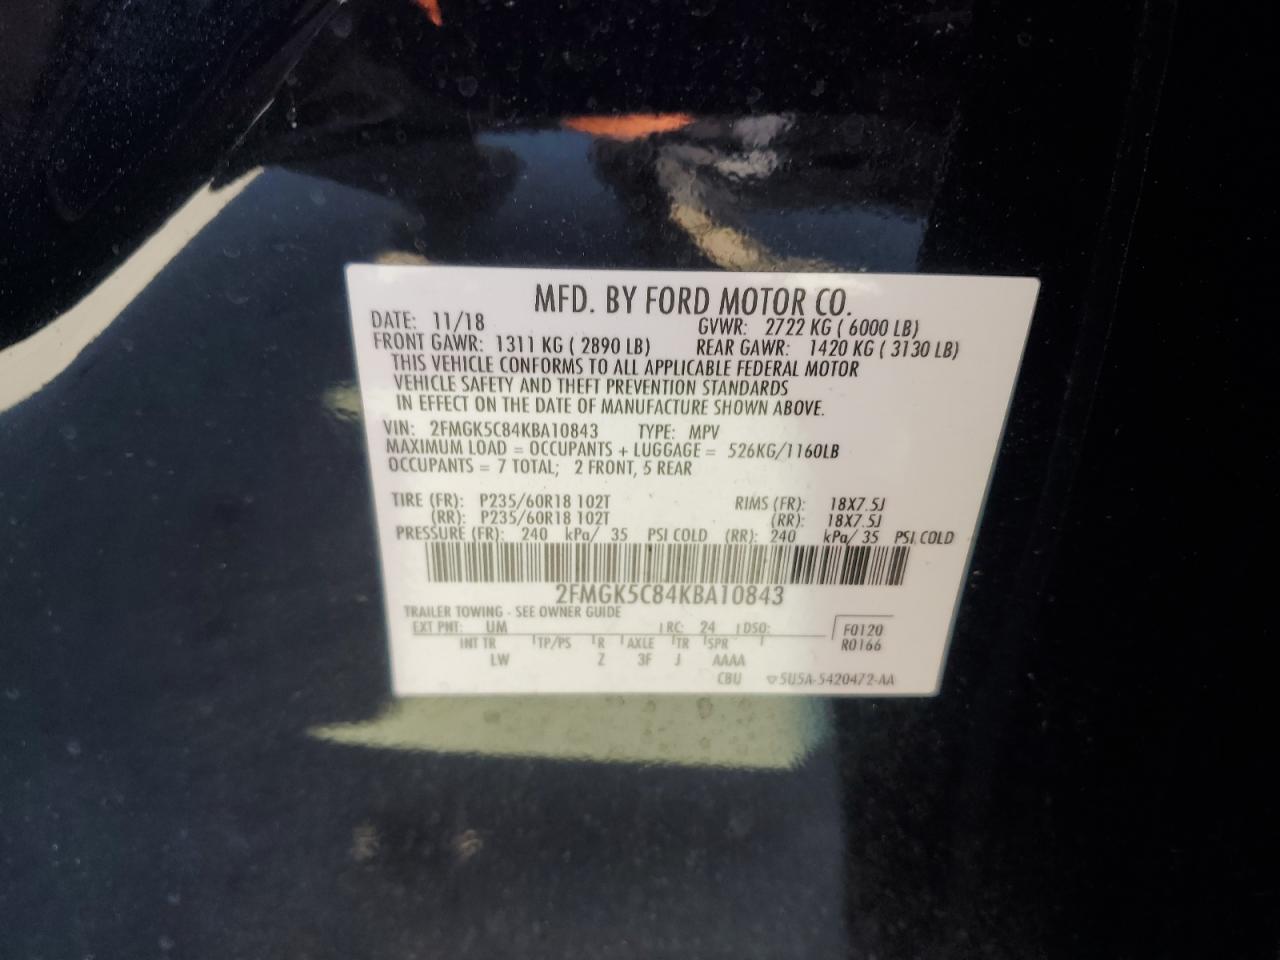 MFD. BY FORD MOTOR CO.
DATE: 11/18 GVWR: 2722 KG ( 6000 LB)
FRONT GAWR: 1311 KG ( 2890 LB) REAR GAWR: 1420 KG ( 3130 LB)
THIS VEHICLE CONFORMS TO ALL APPLICABLE FEDERAL MOTOR
VEHICLE SAFETY AND THEFT PREVENTION STANDARDS
IN EFFECT ON THE DATE OF MANUFACTURE SHOWN ABOVE.
VIN: 2FMGK5C84KBA10843 TYPE: MPV
MAXIMUM LOAD = OCCUPANTS + LUGGAGE = 526KG/1160LB
OCCUPANTS = 7 TOTAL; 2 FRONT, 5 REAR
TIRE (FR): P235/60R18 102T RIMS (FR): 18X7.5J
(RR): P235/60R18 102T (RR): 18X7.5J
PRESSURE (FR): 240 kPa/ 35 PSI COLD (RR): 240 kPa/ 35 PSI COLD
2FMGK5C84KBA10843
TRAILER TOWING - SEE OWNER GUIDE
EXT PNT: UM RC: 24 DSO: F0120
INT TR TP/PS R AXLE TR SPR R0166
LW Z 3F J AAAA
CBU 5U5A-5420472-AA